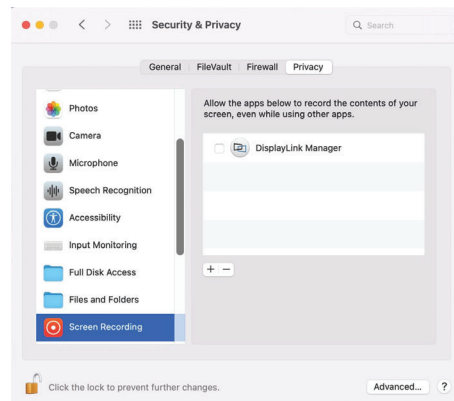 Security & Privacy
Search
General FileVault Firewall Privacy
Photos
Camera
Microphone
Speech Recognition
Accessibility
Input Monitoring
Full Disk Access
Files and Folders
Screen Recording
Allow the apps below to record the contents of your
screen, even while using other apps.
DisplayLink Manager
+ −
Click the lock to prevent further changes.
Advanced... ?